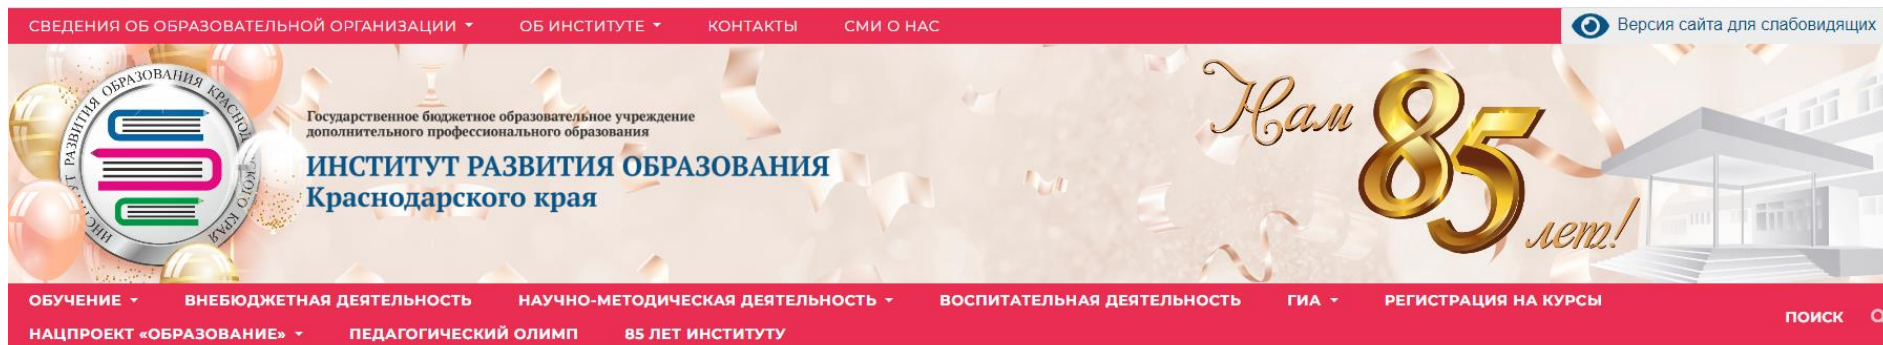 СВЕДЕНИЯ ОБ ОБРАЗОВАТЕЛЬНОЙ ОРГАНИЗАЦИИ ОБ ИНСТИТУТЕ КОНТАКТЫ СМИ О НАС Версия сайта для слабовидящих
ИНСТИТУТ РАЗВИТИЯ ОБРАЗОВАНИЯ КРАСНОДАРСКОГО КРАЯ
Государственное бюджетное образовательное учреждение
дополнительного профессионального образования
ИНСТИТУТ РАЗВИТИЯ ОБРАЗОВАНИЯ
Краснодарского края
Нам 85 лет!
ОБУЧЕНИЕ ВНЕБЮДЖЕТНАЯ ДЕЯТЕЛЬНОСТЬ НАУЧНО-МЕТОДИЧЕСКАЯ ДЕЯТЕЛЬНОСТЬ ВОСПИТАТЕЛЬНАЯ ДЕЯТЕЛЬНОСТЬ ГИА РЕГИСТРАЦИЯ НА КУРСЫ
НАЦПРОЕКТ «ОБРАЗОВАНИЕ» ПЕДАГОГИЧЕСКИЙ ОЛИМП 85 ЛЕТ ИНСТИТУТУ
ПОИСК